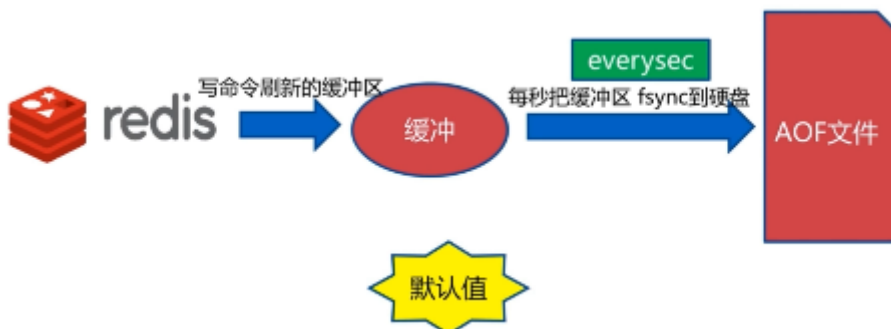 everysec
写命令刷新的缓冲区
每秒把缓冲区 fsync到硬盘
redis
缓冲
AOF文件
默认值